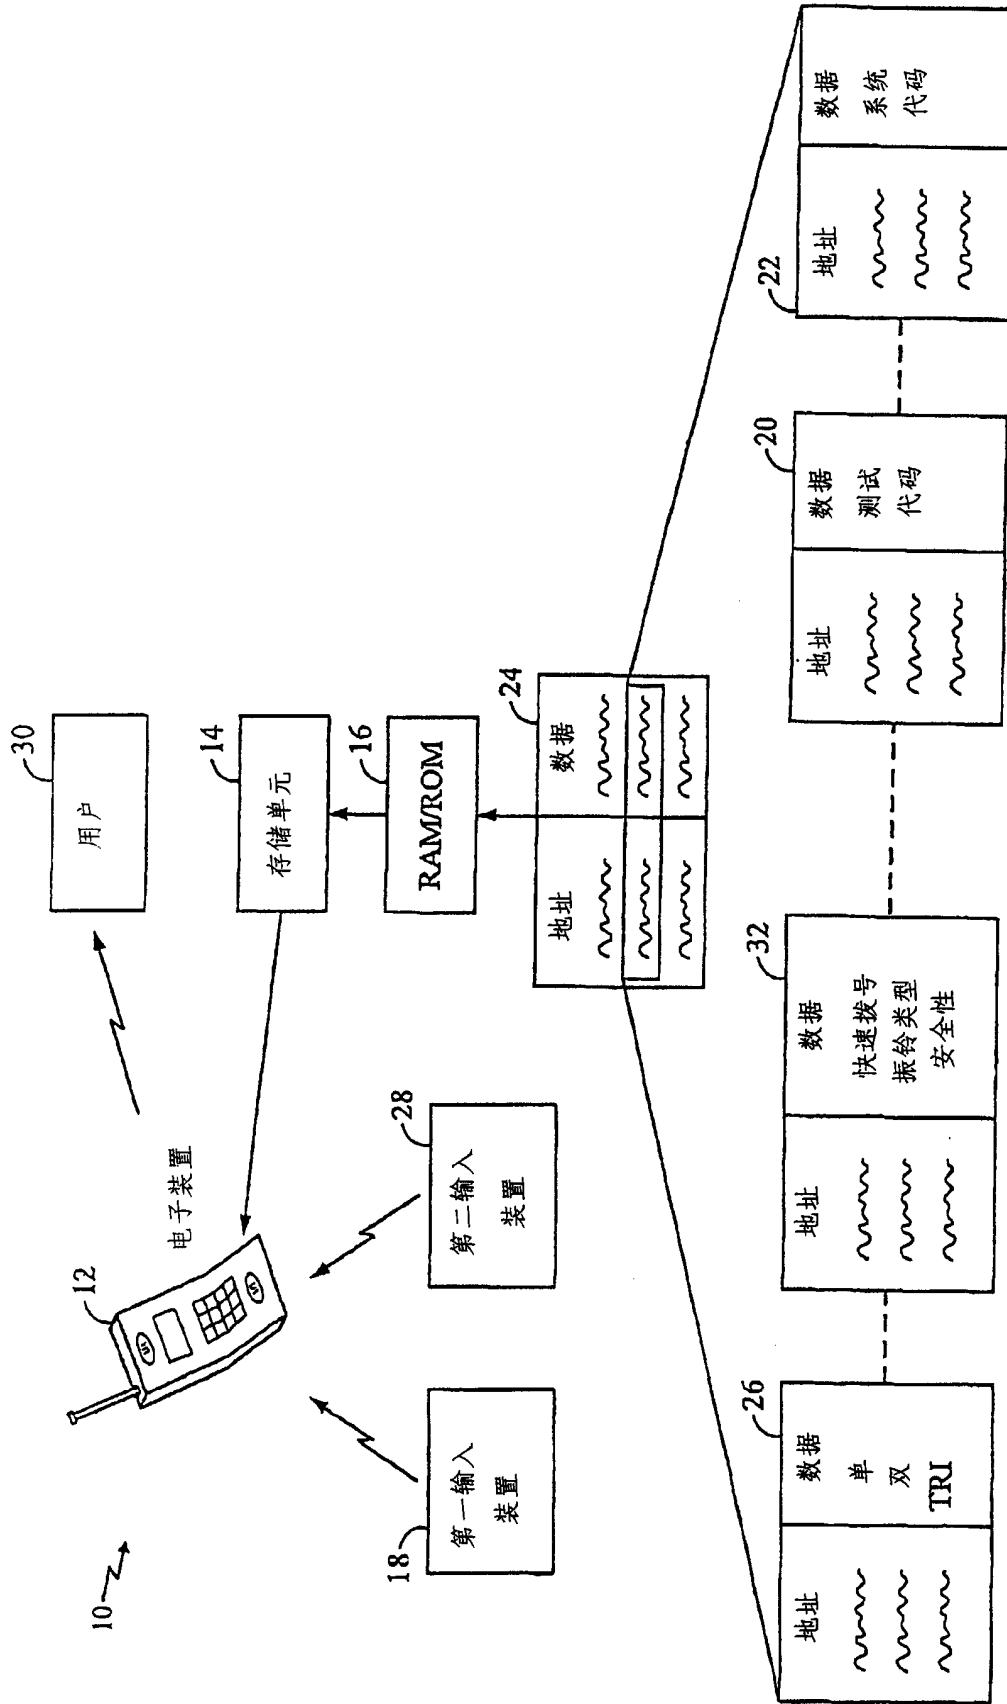 10
12
电子装置
30
用户
14
存储单元
16
RAM/ROM
18
第一输入
装置
28
第二输入
装置
24
地址
数据
26
地址
数据
单
双
TRI
32
地址
数据
快速拨号
振铃类型
安全性
20
地址
数据
测试
代码
22
地址
数据
系统
代码